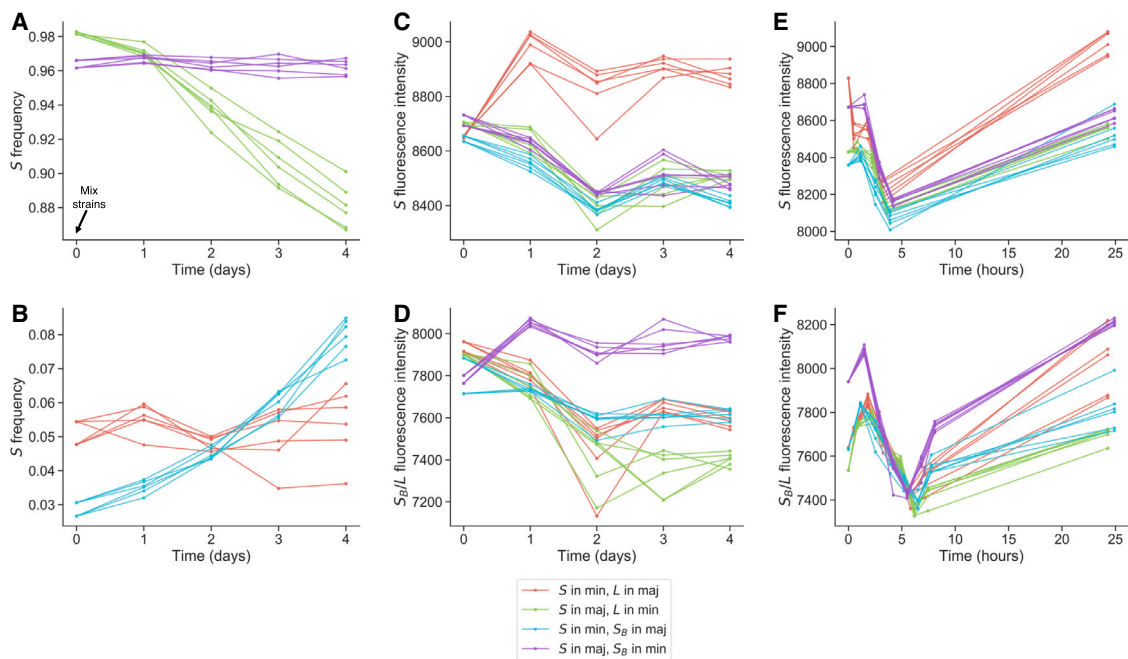 A
S frequency
0.98
0.96
0.94
0.92
0.90
0.88
Mix
strains
0
1
2
3
4
Time (days)
C
S fluorescence intensity
9000
8800
8600
8400
0
1
2
3
4
Time (days)
E
S fluorescence intensity
9000
8800
8600
8400
8200
8000
0
5
10
15
20
25
Time (hours)
B
S frequency
0.08
0.07
0.06
0.05
0.04
0.03
0
1
2
3
4
Time (days)
D
S_B/L fluorescence intensity
8000
7800
7600
7400
7200
0
1
2
3
4
Time (days)
F
S_B/L fluorescence intensity
8200
8000
7800
7600
7400
0
5
10
15
20
25
Time (hours)
S in min, L in maj
S in maj, L in min
S in min, S_B in maj
S in maj, S_B in min